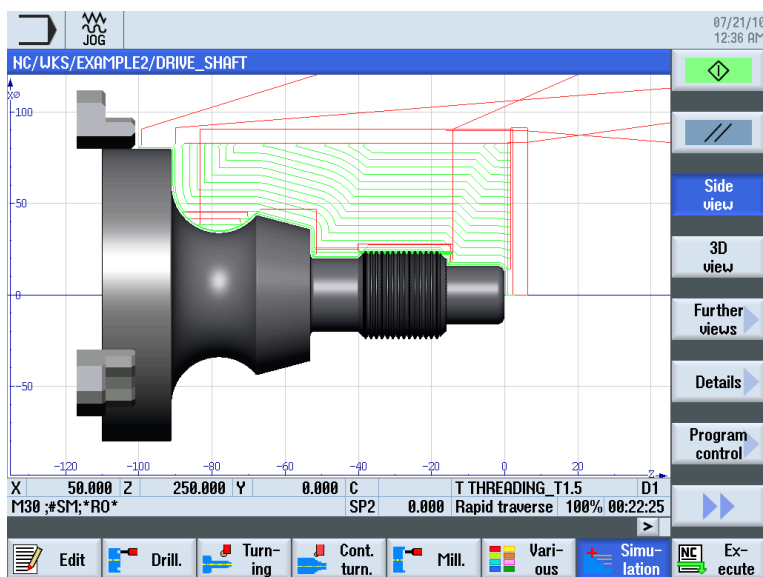 JOG
07/21/10
12:36 AM
NC/WKS/EXAMPLE2/DRIVE_SHAFT
XØ
100
50
0
-50
-120 -100 -80 -60 -40 -20 0 20 Z
Side view
3D view
Further views
Details
Program control
X 50.000 Z 250.000 Y 0.000 C T THREADING_T1.5 D1
M30 ;#SM;*RO* SP2 0.000 Rapid traverse 100% 00:22:25
>
Edit
Drill.
Turn-
ing
Cont.
turn.
Mill.
Vari-
ous
Simu-
lation
NC
Ex-
ecute